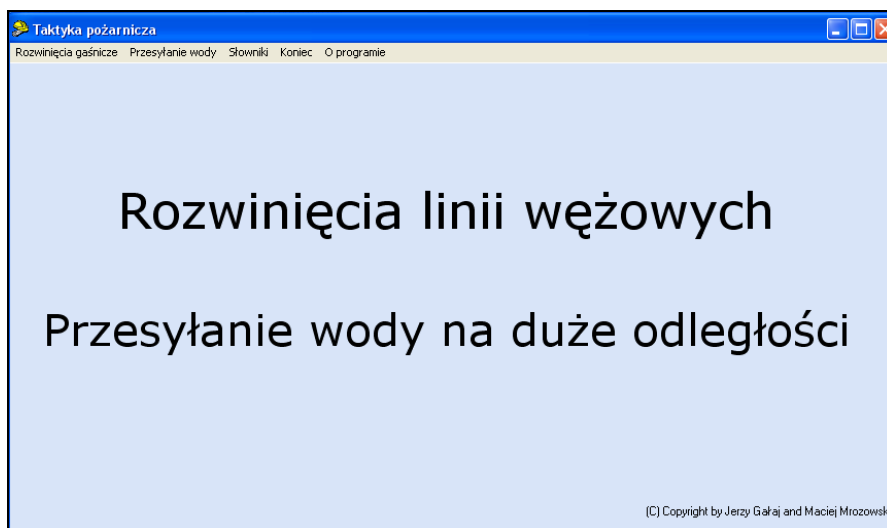 Taktyka pożarnicza
Rozwinięcia gaśnicze Przesyłanie wody Słowniki Koniec O programie
Rozwinięcia linii wężowych
Przesyłanie wody na duże odległości
(C) Copyright by Jerzy Gałaj and Maciej Mrozowsk